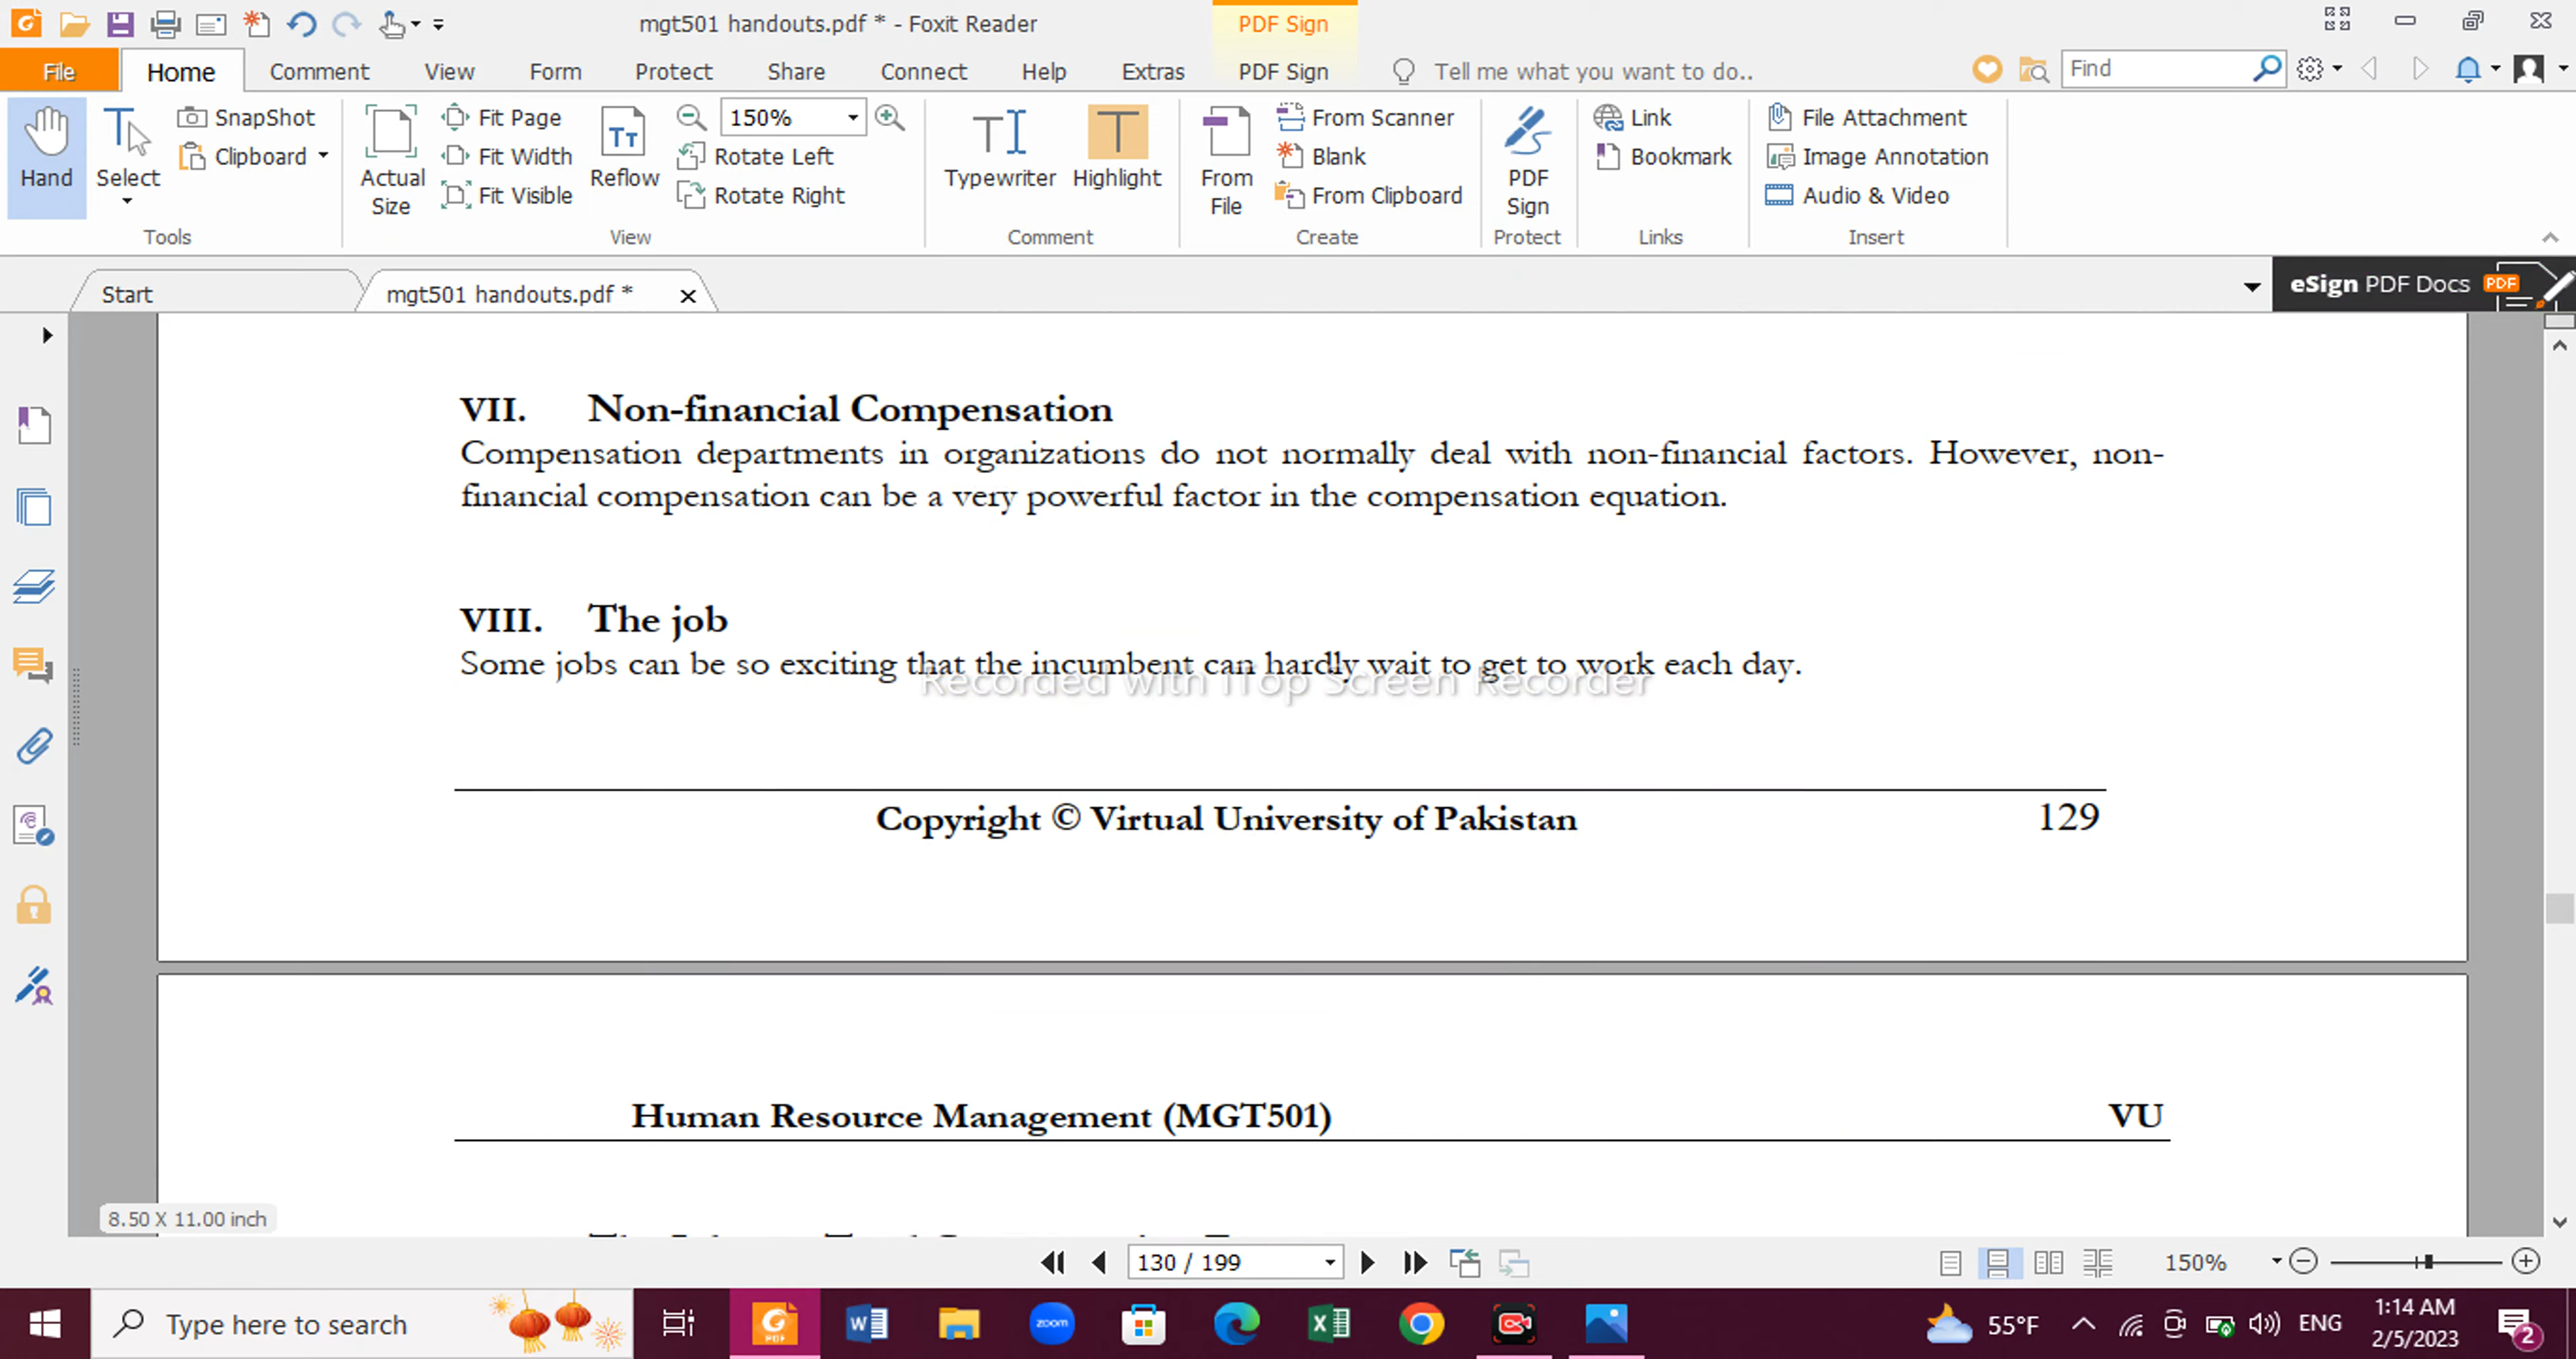 mgt501 handouts.pdf * - Foxit Reader
PDF Sign
File Home Comment View Form Protect Share Connect Help Extras PDF Sign Tell me what you want to do.. Find
Hand
Select
SnapShot
Clipboard
Tools
Actual Size
Fit Page
Fit Width
Fit Visible
Reflow
150%
Rotate Left
Rotate Right
View
Typewriter
Highlight
Comment
From File
From Scanner
Blank
From Clipboard
Create
PDF Sign
Protect
Link
Bookmark
Links
File Attachment
Image Annotation
Audio & Video
Insert
Start
mgt501 handouts.pdf *
eSign PDF Docs PDF
VII. Non-financial Compensation
Compensation departments in organizations do not normally deal with non-financial factors. However, non-
financial compensation can be a very powerful factor in the compensation equation.
VIII. The job
Some jobs can be so exciting that the incumbent can hardly wait to get to work each day.
Recorded with iTop Screen Recorder
Copyright © Virtual University of Pakistan 129
Human Resource Management (MGT501) VU
8.50 X 11.00 inch
130 / 199
150%
Type here to search
zoom
55°F
ENG
1:14 AM
2/5/2023
2